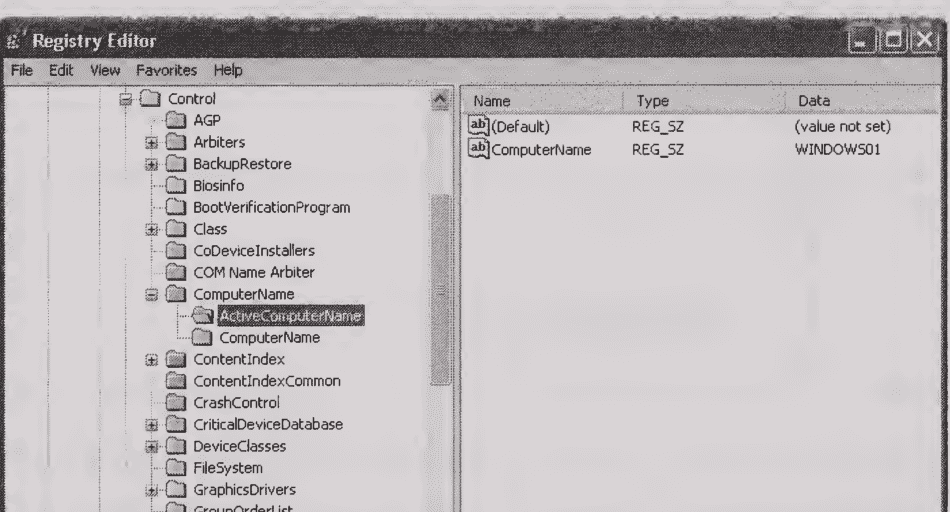 Registry Editor
File Edit View Favorites Help
Control
AGP
Arbiters
BackupRestore
Biosinfo
BootVerificationProgram
Class
CoDeviceInstallers
COM Name Arbiter
ComputerName
ActiveComputerName
ComputerName
ContentIndex
ContentIndexCommon
CrashControl
CriticalDeviceDatabase
DeviceClasses
FileSystem
GraphicsDrivers
GroupOrderList
Name Type Data
(Default) REG_SZ (value not set)
ComputerName REG_SZ WINDOWS01